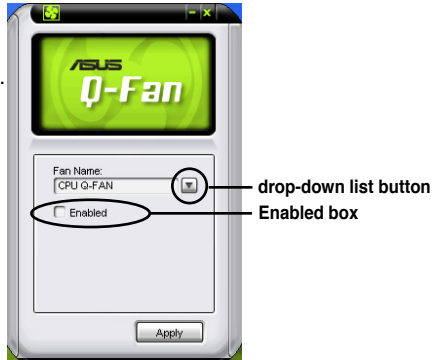 ASUS
Q-Fan
Fan Name:
CPU Q-FAN
drop-down list button
Enabled
Enabled box
Apply
.